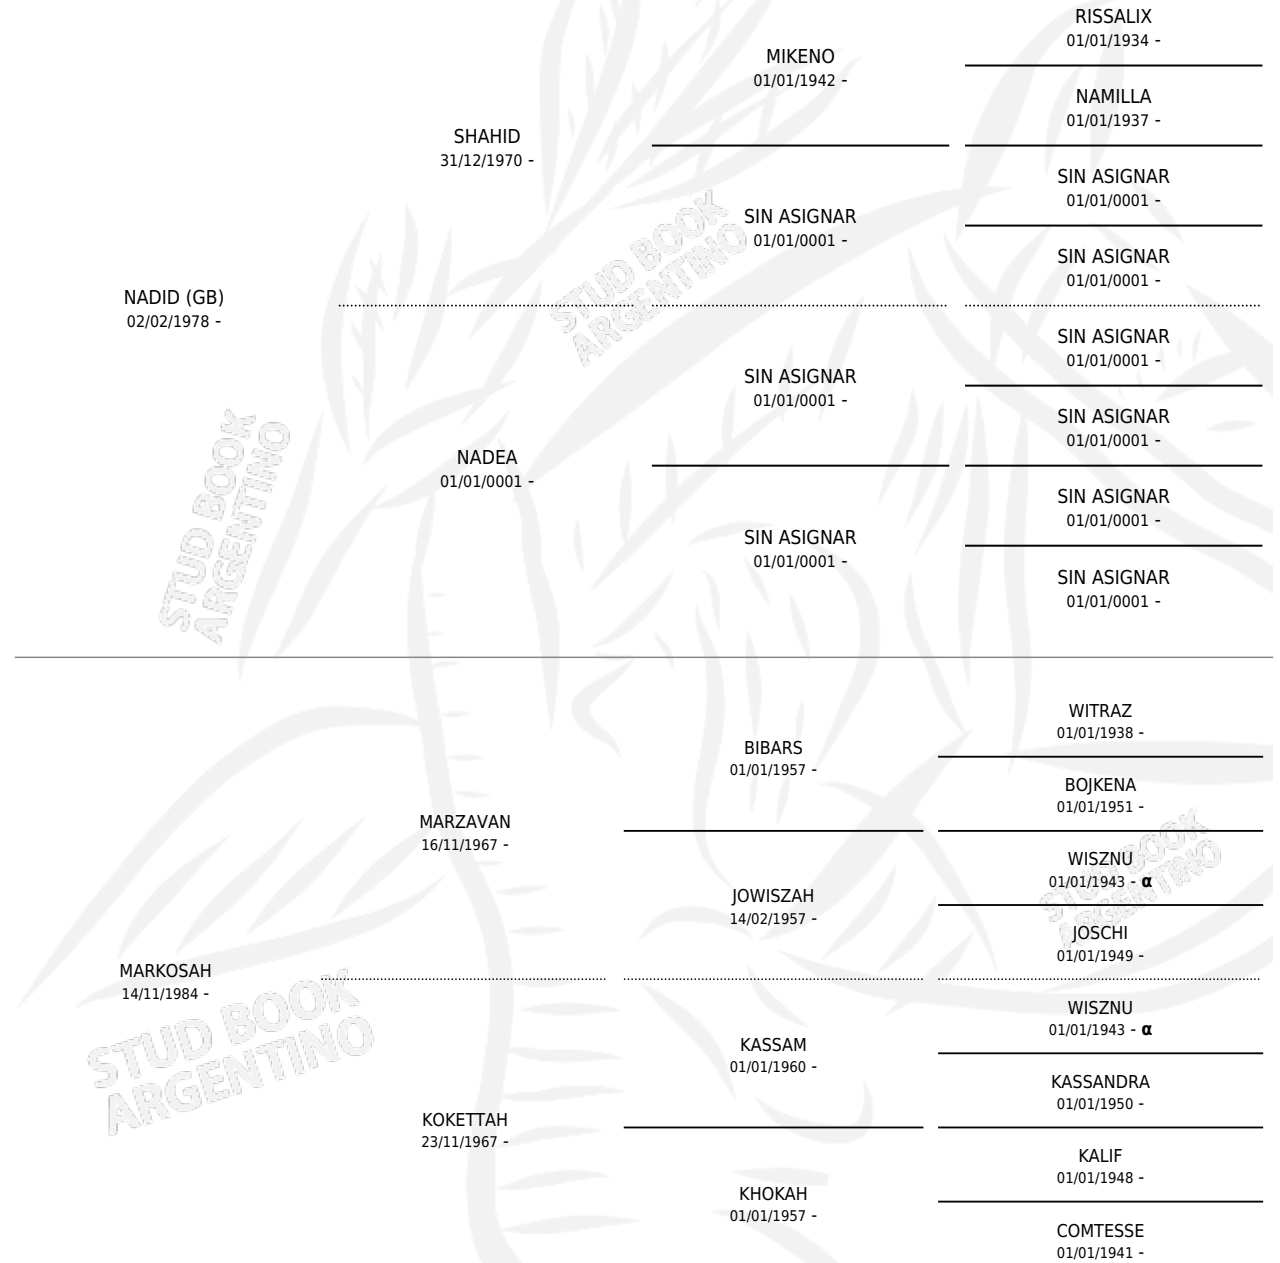 RISSALIX
01/01/1934 -
MIKENO
01/01/1942 -
NAMILLA
01/01/1937 -
SHAHID
31/12/1970 -
SIN ASIGNAR
01/01/0001 -
SIN ASIGNAR
01/01/0001 -
SIN ASIGNAR
01/01/0001 -
NADID (GB)
02/02/1978 -
STUD BOOK
ARGENTINO
SIN ASIGNAR
01/01/0001 -
SIN ASIGNAR
01/01/0001 -
SIN ASIGNAR
01/01/0001 -
NADEA
01/01/0001 -
SIN ASIGNAR
01/01/0001 -
SIN ASIGNAR
01/01/0001 -
SIN ASIGNAR
01/01/0001 -
STUD BOOK
ARGENTINO
WITRAZ
01/01/1938 -
BIBARS
01/01/1957 -
BOJKENA
01/01/1951 -
MARZAVAN
16/11/1967 -
WISZNU
01/01/1943 - α
JOWISZAH
14/02/1957 -
JOSCHI
01/01/1949 -
STUD BOOK
ARGENTINO
MARKOSAH
14/11/1984 -
WISZNU
01/01/1943 - α
KASSAM
01/01/1960 -
KASSANDRA
01/01/1950 -
STUD BOOK
ARGENTINO
KOKETTAH
23/11/1967 -
KALIF
01/01/1948 -
KHOKAH
01/01/1957 -
COMTESSE
01/01/1941 -